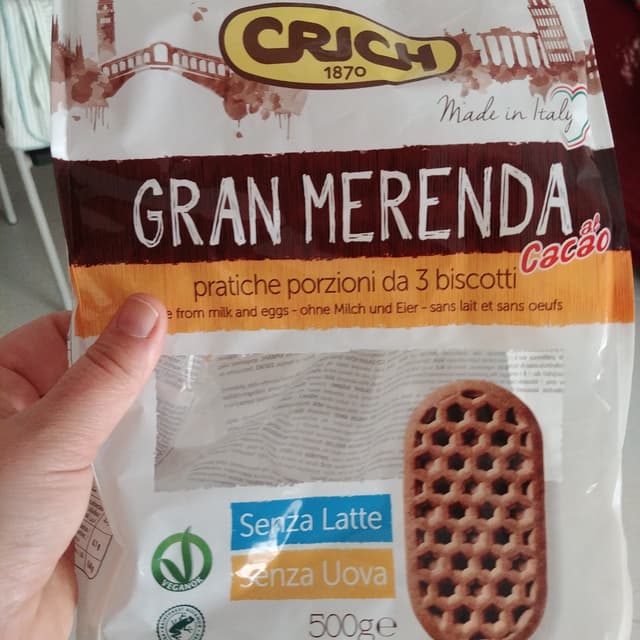 CRICH
1870
Made in Italy
GRAN MERENDA
al
Cacao
pratiche porzioni da 3 biscotti
from milk and eggs - ohne Milch und Eier - sans lait et sans oeufs
Senza Latte
Senza Uova
VEGANOK
500g℮